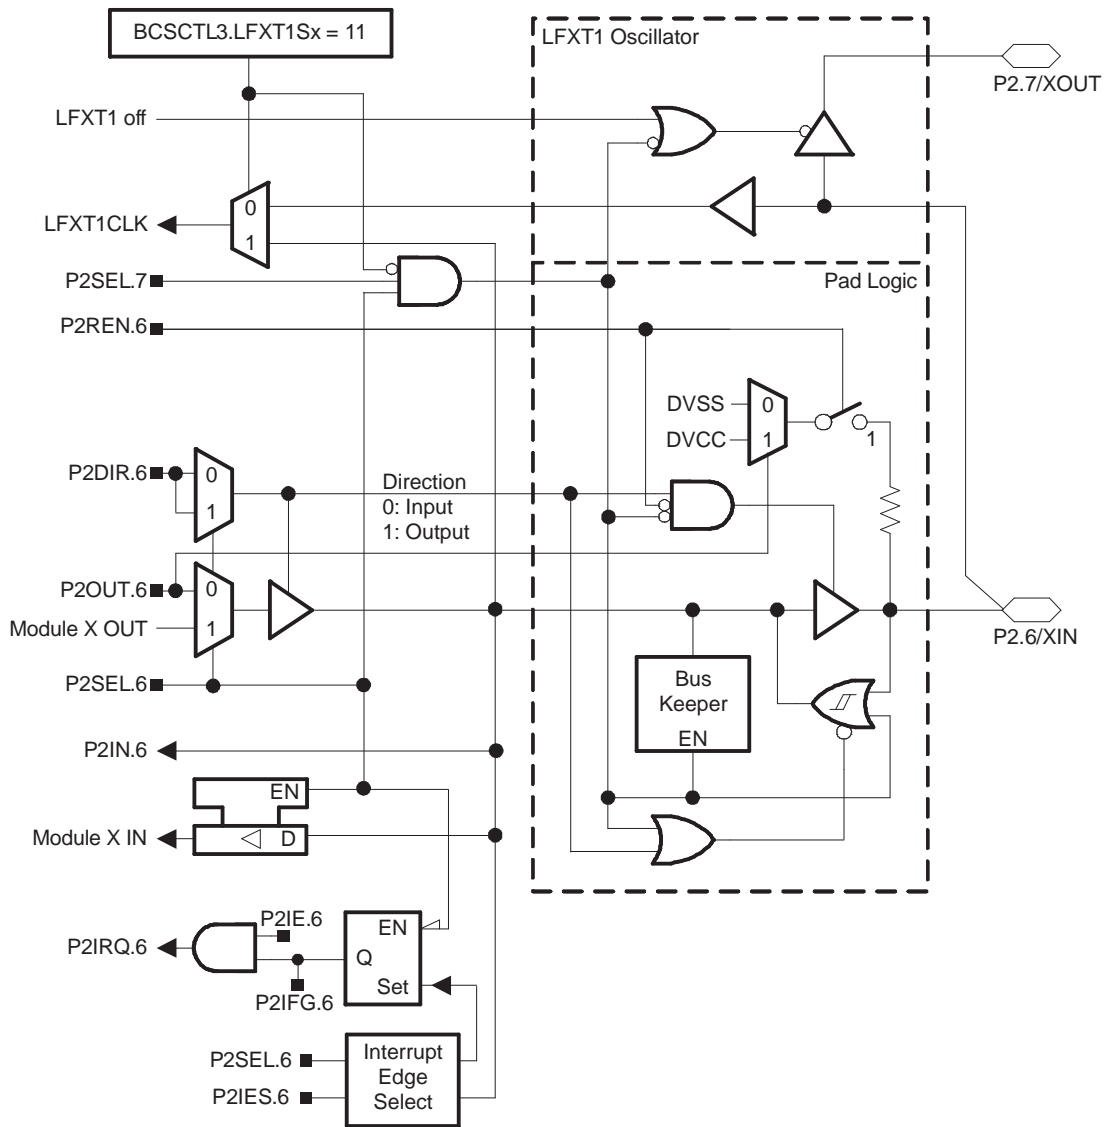 BCSCTL3.LFXT1Sx = 11
LFXT1 Oscillator
P2.7/XOUT
LFXT1 off
0
LFXT1CLK
1
P2SEL.7
Pad Logic
P2REN.6
DVSS
0
DVCC
1
1
P2DIR.6
0
1
Direction
0: Input
1: Output
P2OUT.6
0
Module X OUT
1
P2.6/XIN
P2SEL.6
Bus
Keeper
EN
P2IN.6
EN
Module X IN
D
P2IE.6
EN
P2IRQ.6
Q
Set
P2IFG.6
P2SEL.6
P2IES.6
Interrupt
Edge
Select